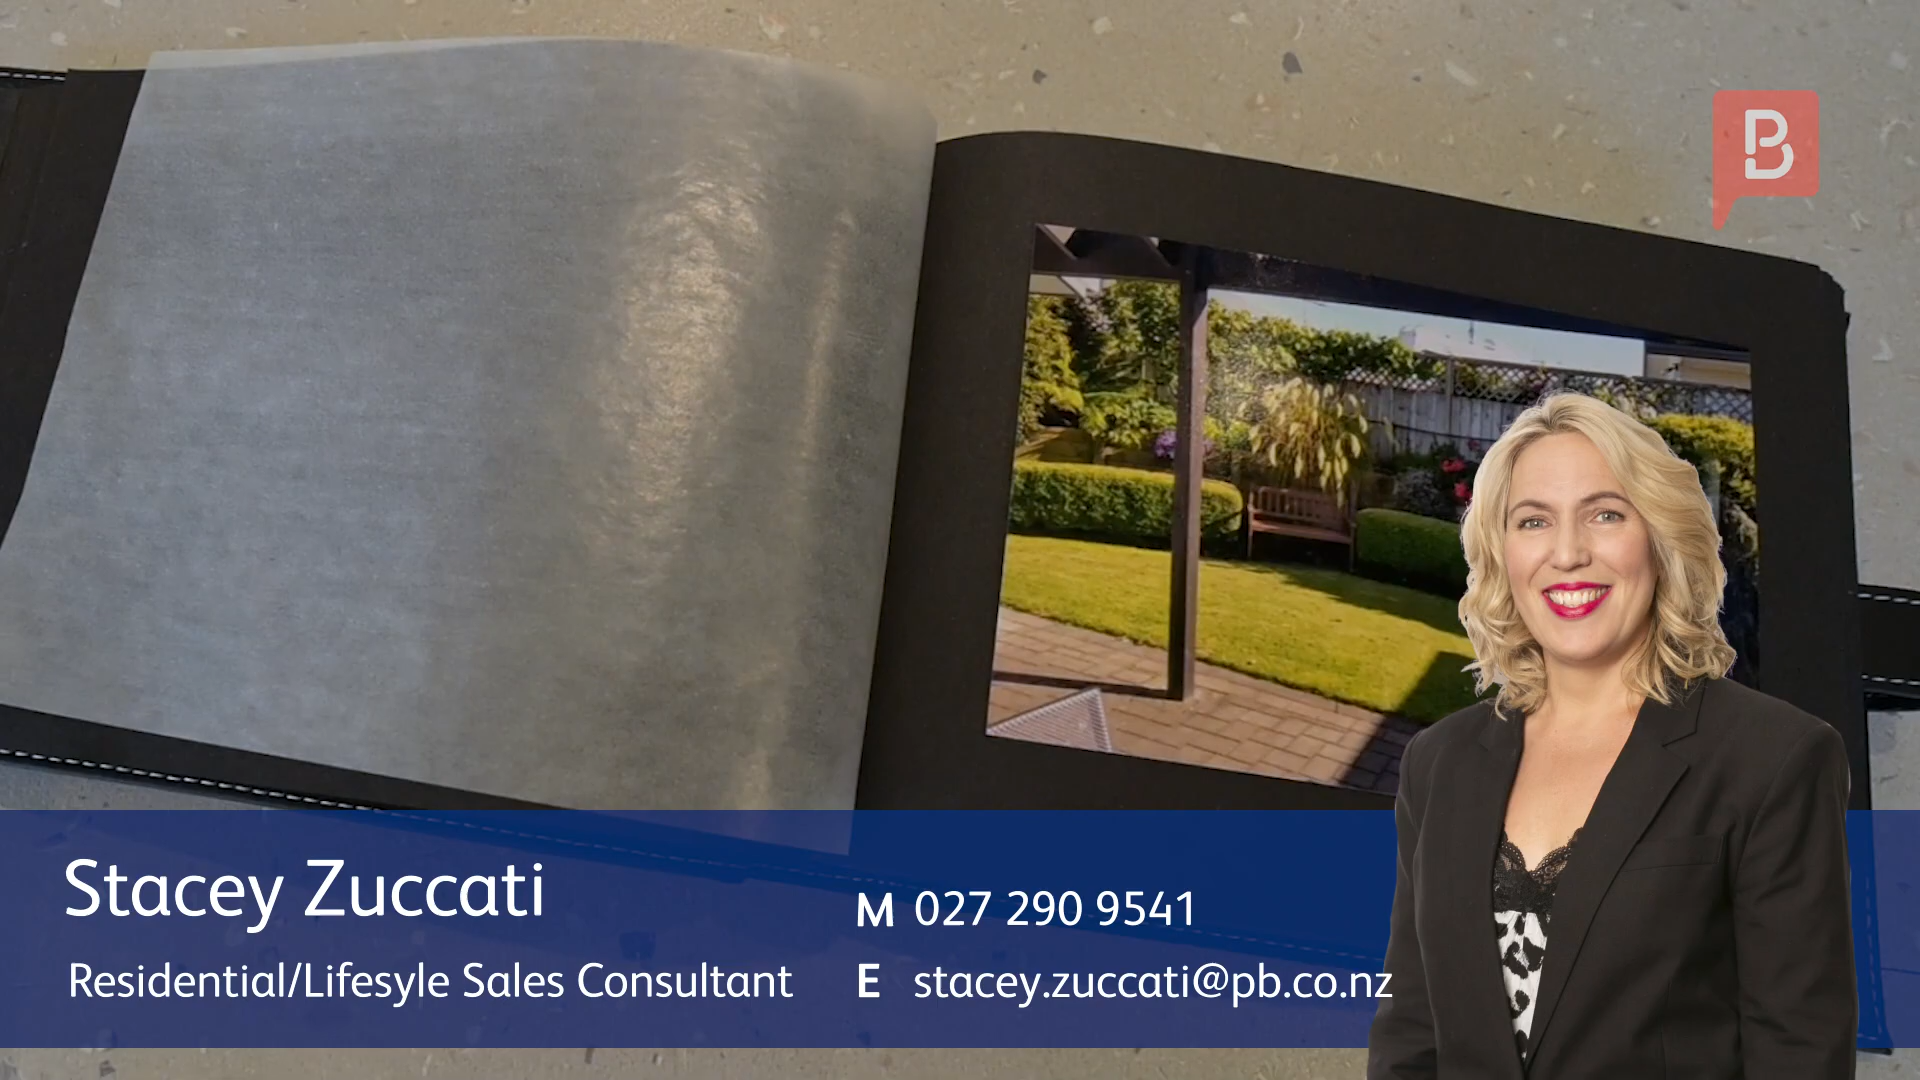 B
Stacey Zuccati
Residential/Lifesyle Sales Consultant
M 027 290 9541
E stacey.zuccati@pb.co.nz